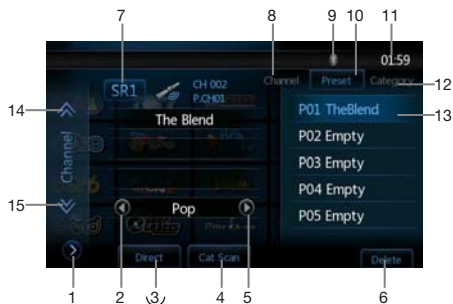 7 8 9 10 11
01:59
Channel Preset Category
12
SR1 CH 002
P.CH01
P01 TheBlend
13
14
The Blend
P02 Empty
Channel
P03 Empty
P04 Empty
15
Pop
P05 Empty
Direct Cat Scan Delete
1 2 3 4 5 6